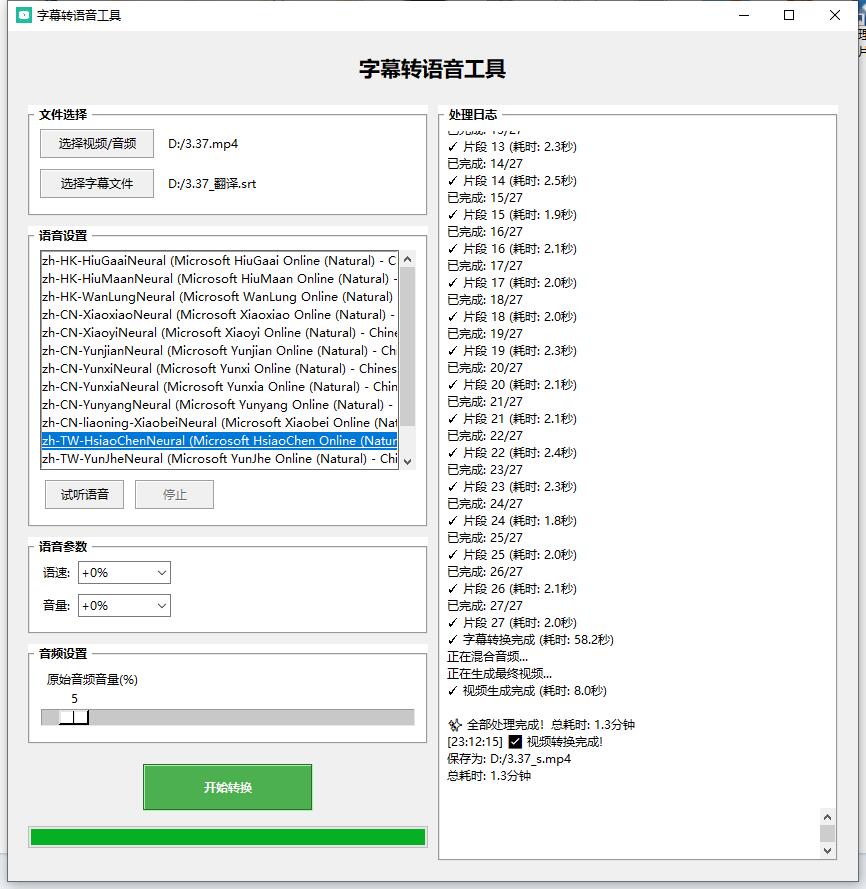 字幕转语音工具
字幕转语音工具
文件选择
选择视频/音频 D:/3.37.mp4
选择字幕文件 D:/3.37_翻译.srt
语音设置
zh-HK-HiuGaaiNeural (Microsoft HiuGaai Online (Natural) - C
zh-HK-HiuMaanNeural (Microsoft HiuMaan Online (Natural) -
zh-HK-WanLungNeural (Microsoft WanLung Online (Natural)
zh-CN-XiaoxiaoNeural (Microsoft Xiaoxiao Online (Natural) -
zh-CN-XiaoyiNeural (Microsoft Xiaoyi Online (Natural) - Chine
zh-CN-YunjianNeural (Microsoft Yunjian Online (Natural) - Chi
zh-CN-YunxiNeural (Microsoft Yunxi Online (Natural) - Chines
zh-CN-YunxiaNeural (Microsoft Yunxia Online (Natural) - Chin
zh-CN-YunyangNeural (Microsoft Yunyang Online (Natural) -
zh-CN-liaoning-XiaobeiNeural (Microsoft Xiaobei Online (Nat
zh-TW-HsiaoChenNeural (Microsoft HsiaoChen Online (Natur
zh-TW-YunJheNeural (Microsoft YunJhe Online (Natural) - Chi
试听语音 停止
语音参数
语速: +0%
音量: +0%
音频设置
原始音频音量(%)
5
开始转换
处理日志
已完成: 13/27
✓ 片段 13 (耗时: 2.3秒)
已完成: 14/27
✓ 片段 14 (耗时: 2.5秒)
已完成: 15/27
✓ 片段 15 (耗时: 1.9秒)
已完成: 16/27
✓ 片段 16 (耗时: 2.1秒)
已完成: 17/27
✓ 片段 17 (耗时: 2.0秒)
已完成: 18/27
✓ 片段 18 (耗时: 2.0秒)
已完成: 19/27
✓ 片段 19 (耗时: 2.3秒)
已完成: 20/27
✓ 片段 20 (耗时: 2.1秒)
已完成: 21/27
✓ 片段 21 (耗时: 2.1秒)
已完成: 22/27
✓ 片段 22 (耗时: 2.4秒)
已完成: 23/27
✓ 片段 23 (耗时: 2.3秒)
已完成: 24/27
✓ 片段 24 (耗时: 1.8秒)
已完成: 25/27
✓ 片段 25 (耗时: 2.0秒)
已完成: 26/27
✓ 片段 26 (耗时: 2.1秒)
已完成: 27/27
✓ 片段 27 (耗时: 2.0秒)
✓ 字幕转换完成 (耗时: 58.2秒)
正在混合音频...
正在生成最终视频...
✓ 视频生成完成 (耗时: 8.0秒)
✨ 全部处理完成！总耗时: 1.3分钟
[23:12:15] ✅ 视频转换完成!
保存为: D:/3.37_s.mp4
总耗时: 1.3分钟